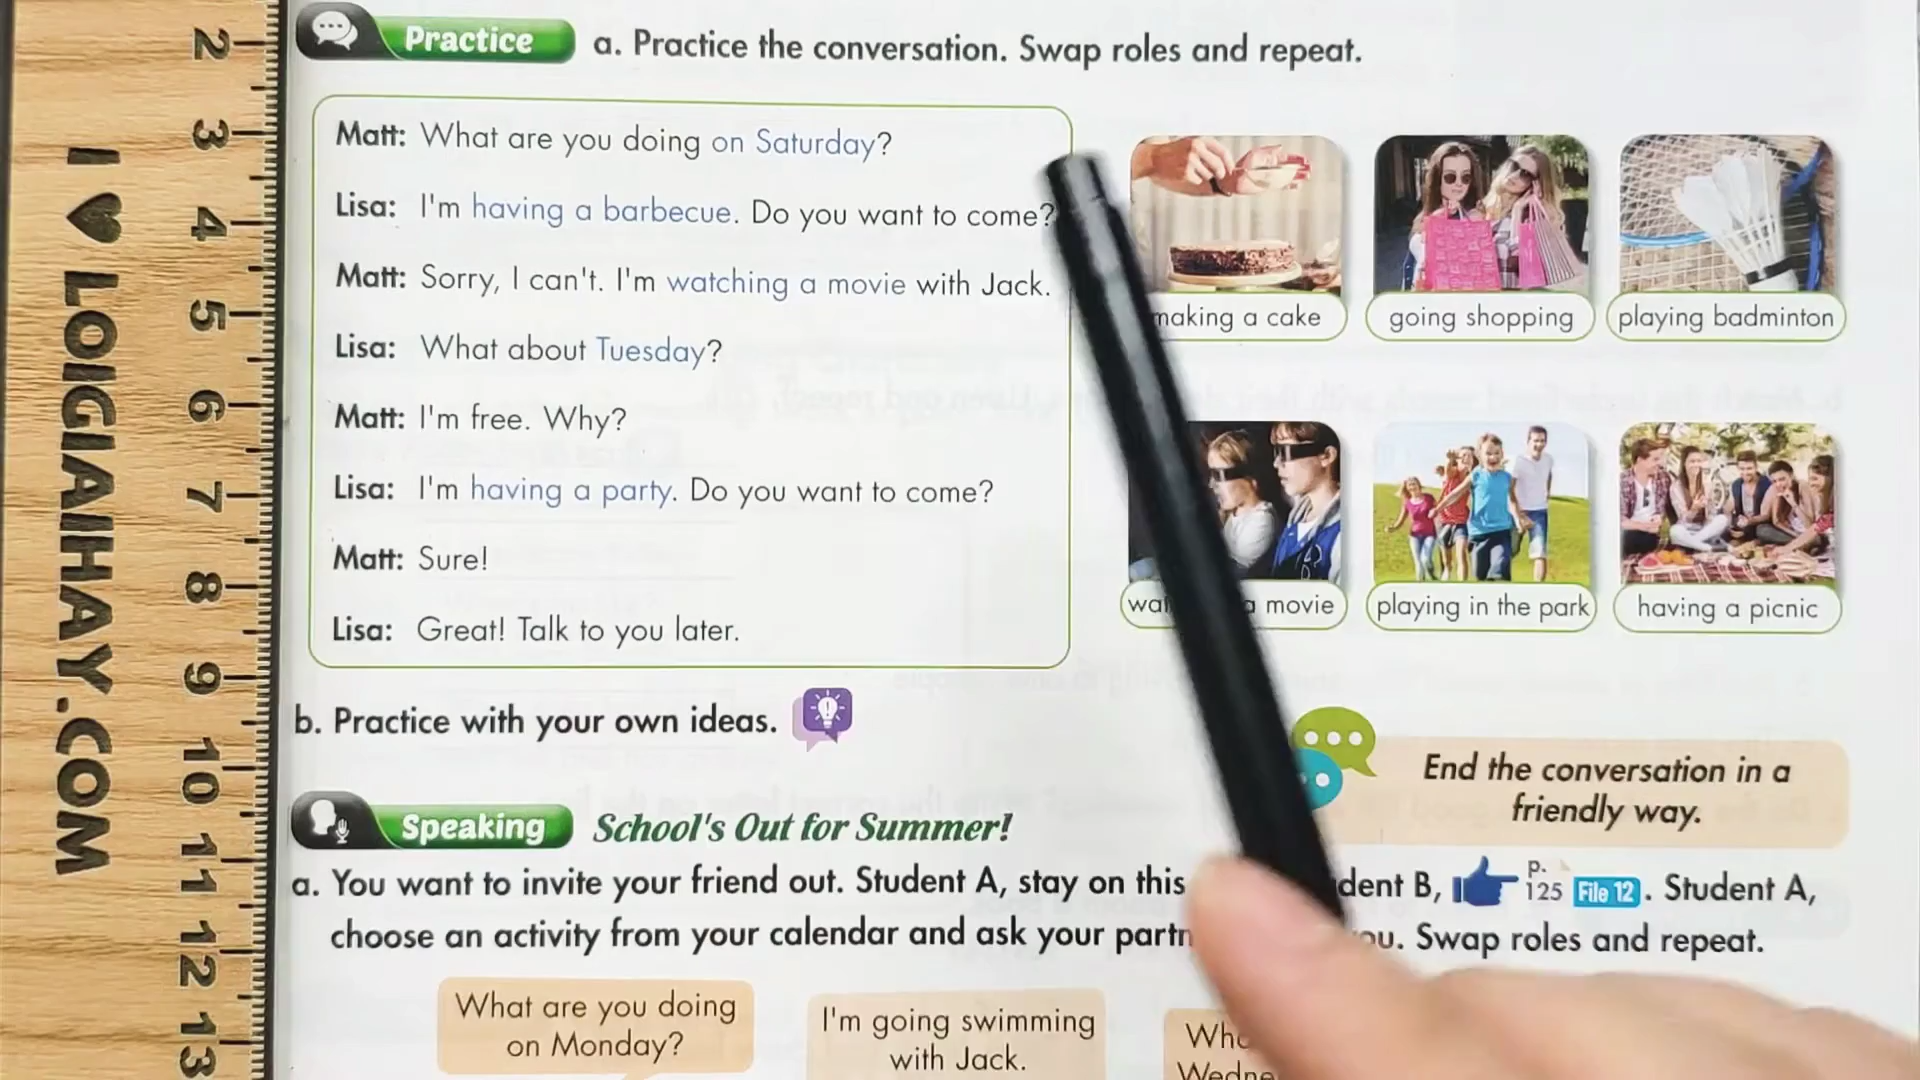 I ♥ LOIGIAIHAY.COM
2
3
4
5
6
7
8
9
10
11
12
13
Practice
a. Practice the conversation. Swap roles and repeat.
Matt: What are you doing on Saturday?
Lisa: I'm having a barbecue. Do you want to come?
Matt: Sorry, I can't. I'm watching a movie with Jack.
Lisa: What about Tuesday?
Matt: I'm free. Why?
Lisa: I'm having a party. Do you want to come?
Matt: Sure!
Lisa: Great! Talk to you later.
making a cake
going shopping
playing badminton
a movie
playing in the park
having a picnic
b. Practice with your own ideas.
End the conversation in a
friendly way.
Speaking
School's Out for Summer!
a. You want to invite your friend out. Student A, stay on this dent B, p. 125 File 12. Student A,
choose an activity from your calendar and ask your partn ou. Swap roles and repeat.
What are you doing
on Monday?
I'm going swimming
with Jack.